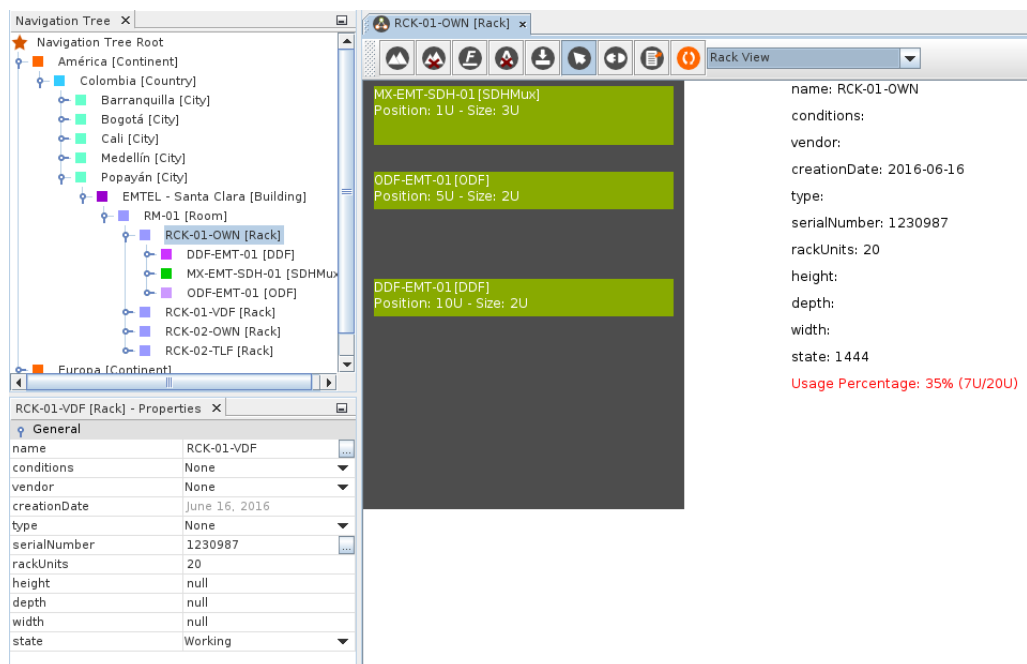 Navigation Tree
Navigation Tree Root
América [Continent]
Colombia [Country]
Barranquilla [City]
Bogotá [City]
Cali [City]
Medellín [City]
Popayán [City]
EMTEL - Santa Clara [Building]
RM-01 [Room]
RCK-01-OWN [Rack]
DDF-EMT-01 [DDF]
MX-EMT-SDH-01 [SDHMux
ODF-EMT-01 [ODF]
RCK-01-VDF [Rack]
RCK-02-OWN [Rack]
RCK-02-TLF [Rack]
Europa [Continent]
RCK-01-VDF [Rack] - Properties
General
name RCK-01-VDF ...
conditions None
vendor None
creationDate June 16, 2016
type None
serialNumber 1230987 ...
rackUnits 20
height null
depth null
width null
state Working
RCK-01-OWN [Rack]
Rack View
MX-EMT-SDH-01[SDHMux]
Position: 1U - Size: 3U
ODF-EMT-01[ODF]
Position: 5U - Size: 2U
DDF-EMT-01[DDF]
Position: 10U - Size: 2U
name: RCK-01-OWN
conditions:
vendor:
creationDate: 2016-06-16
type:
serialNumber: 1230987
rackUnits: 20
height:
depth:
width:
state: 1444
Usage Percentage: 35% (7U/20U)